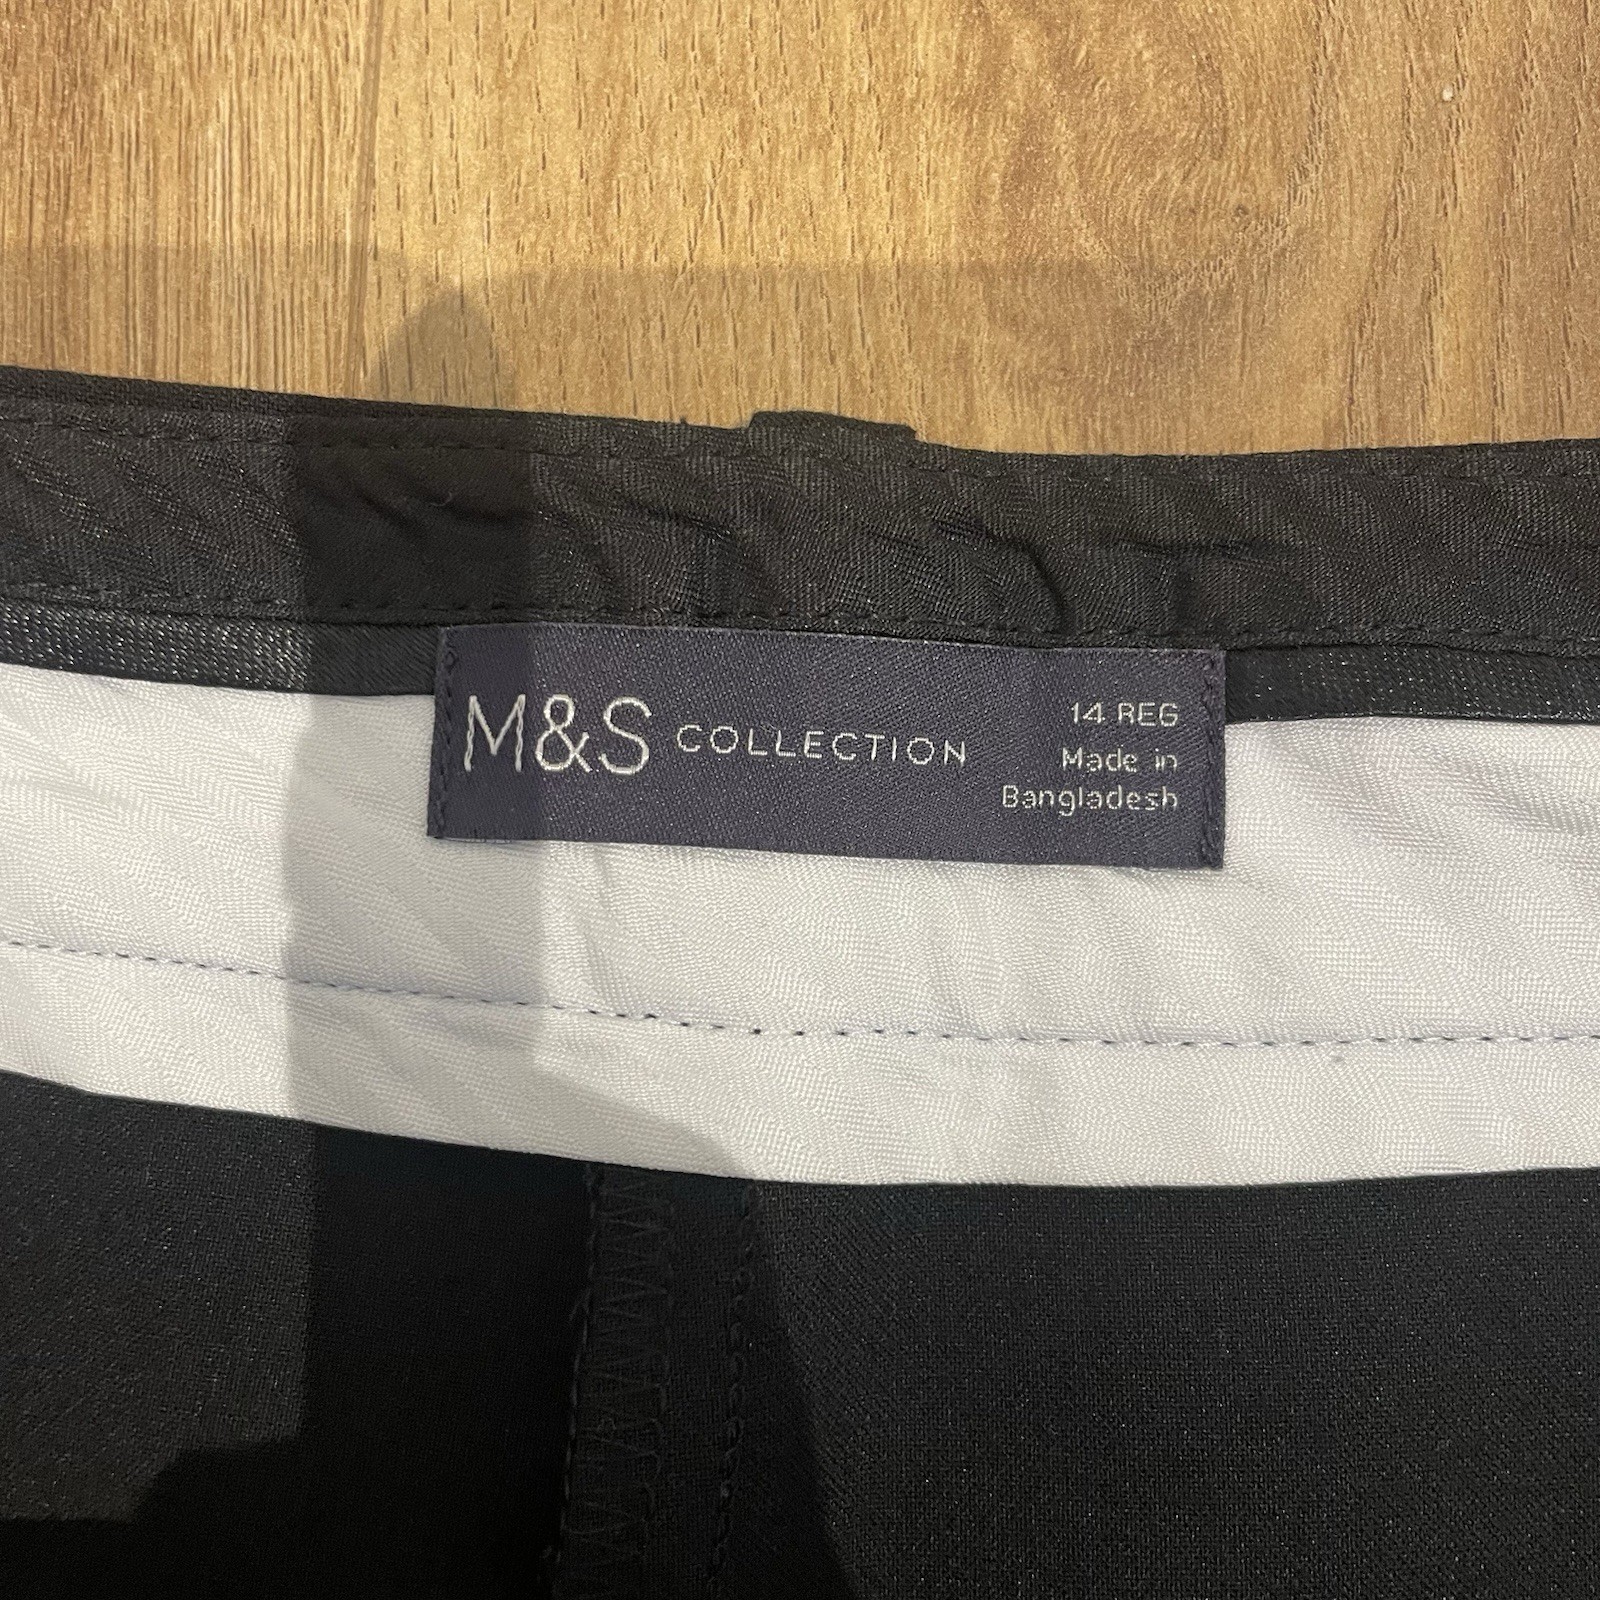 M&S COLLECTION
14 REG
Made in
Bangladesh